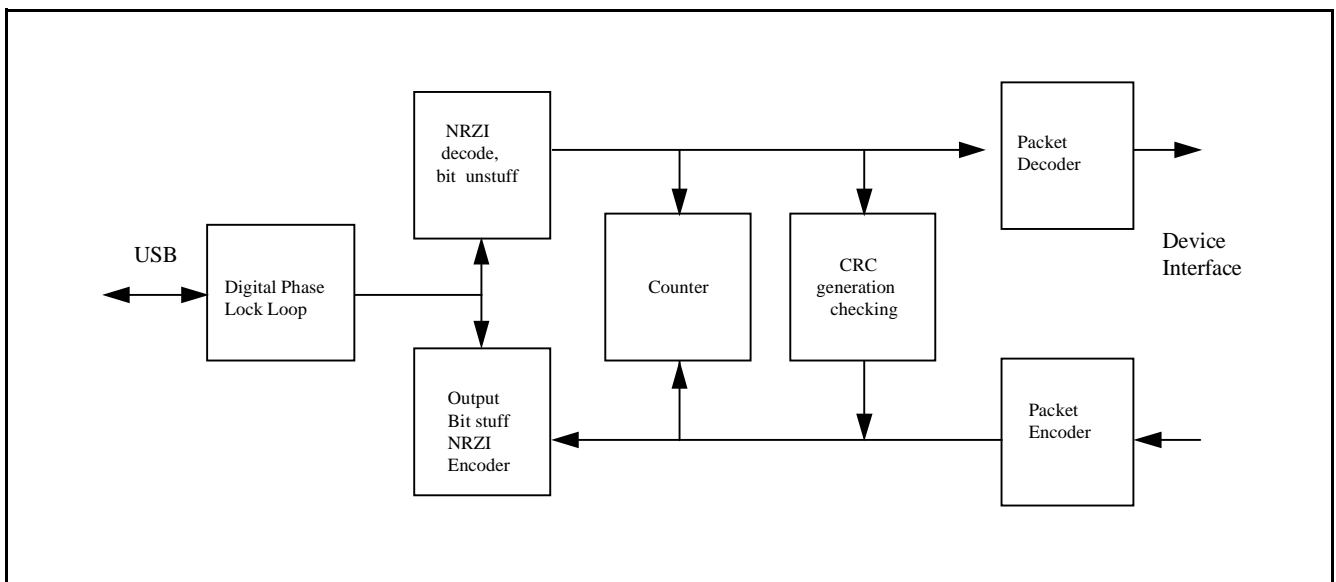 NRZI
decode,
bit unstuff
Packet
Decoder
USB
Digital Phase
Lock Loop
Counter
CRC
generation
checking
Device
Interface
Output
Bit stuff
NRZI
Encoder
Packet
Encoder